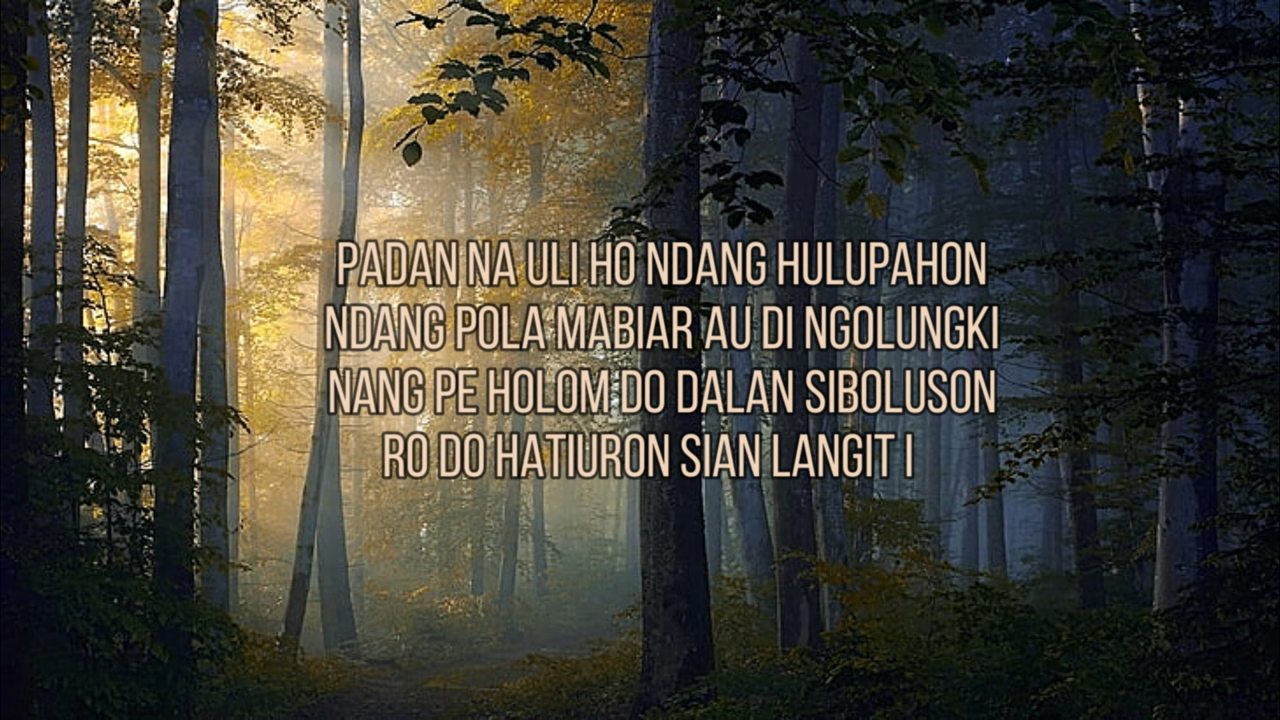 PADAN NA ULI HO NDANG HULUPAHON
NDANG POLA MABIAR AU DI NGOLUNGKI
NANG PE HOLOM DO DALAN SIBOLUSON
RO DO HATIURON SIAN LANGIT I